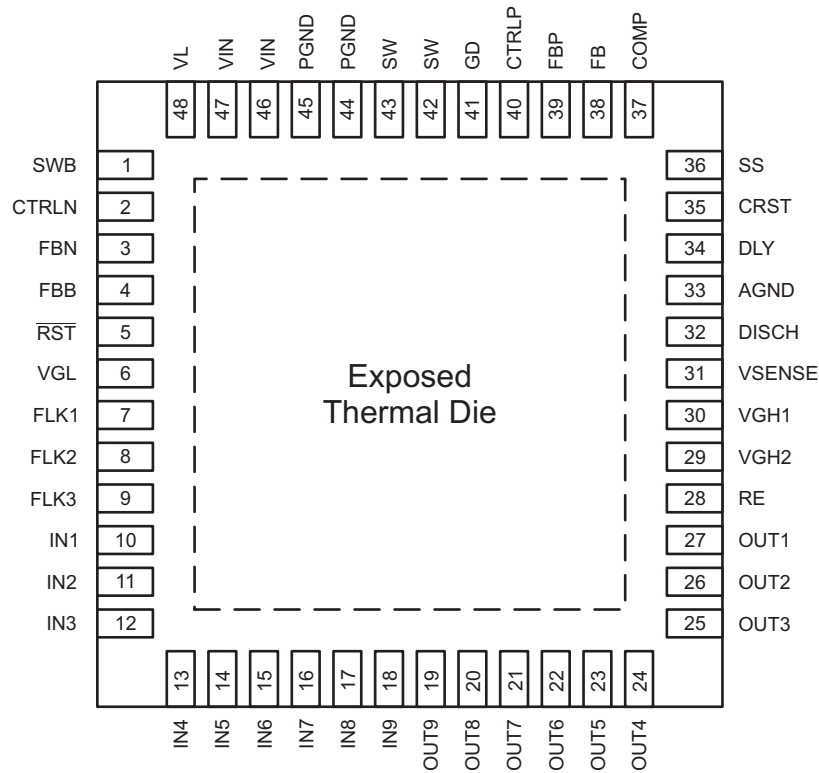 VL VIN VIN PGND PGND SW SW GD CTRLP FBP FB COMP
48 47 46 45 44 43 42 41 40 39 38 37
SWB 1 36 SS
CTRLN 2 35 CRST
FBN 3 34 DLY
FBB 4 33 AGND
R̅S̅T̅ 5 32 DISCH
VGL 6 31 VSENSE
Exposed
Thermal Die
FLK1 7 30 VGH1
FLK2 8 29 VGH2
FLK3 9 28 RE
IN1 10 27 OUT1
IN2 11 26 OUT2
IN3 12 25 OUT3
13 14 15 16 17 18 19 20 21 22 23 24
IN4 IN5 IN6 IN7 IN8 IN9 OUT9 OUT8 OUT7 OUT6 OUT5 OUT4